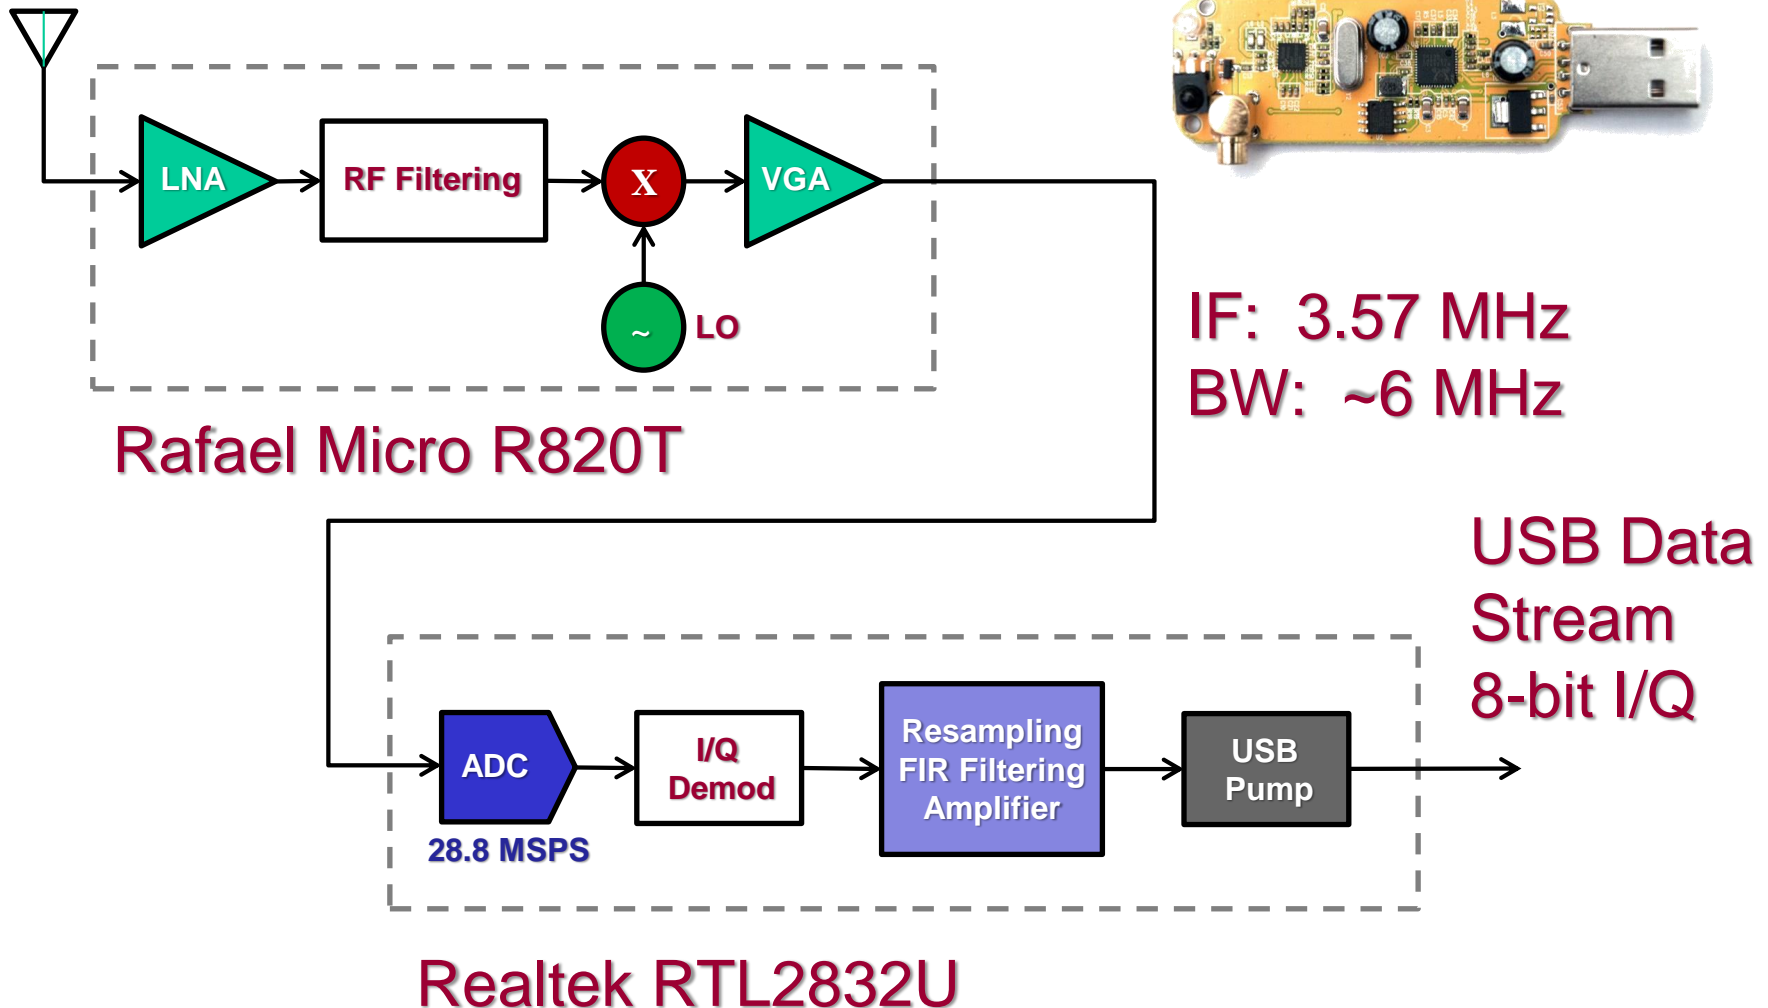 LNA
RF Filtering
X
VGA
~
LO
IF: 3.57 MHz
BW: ~6 MHz
Rafael Micro R820T
USB Data
Stream
8-bit I/Q
ADC
28.8 MSPS
I/Q
Demod
Resampling
FIR Filtering
Amplifier
USB
Pump
Realtek RTL2832U